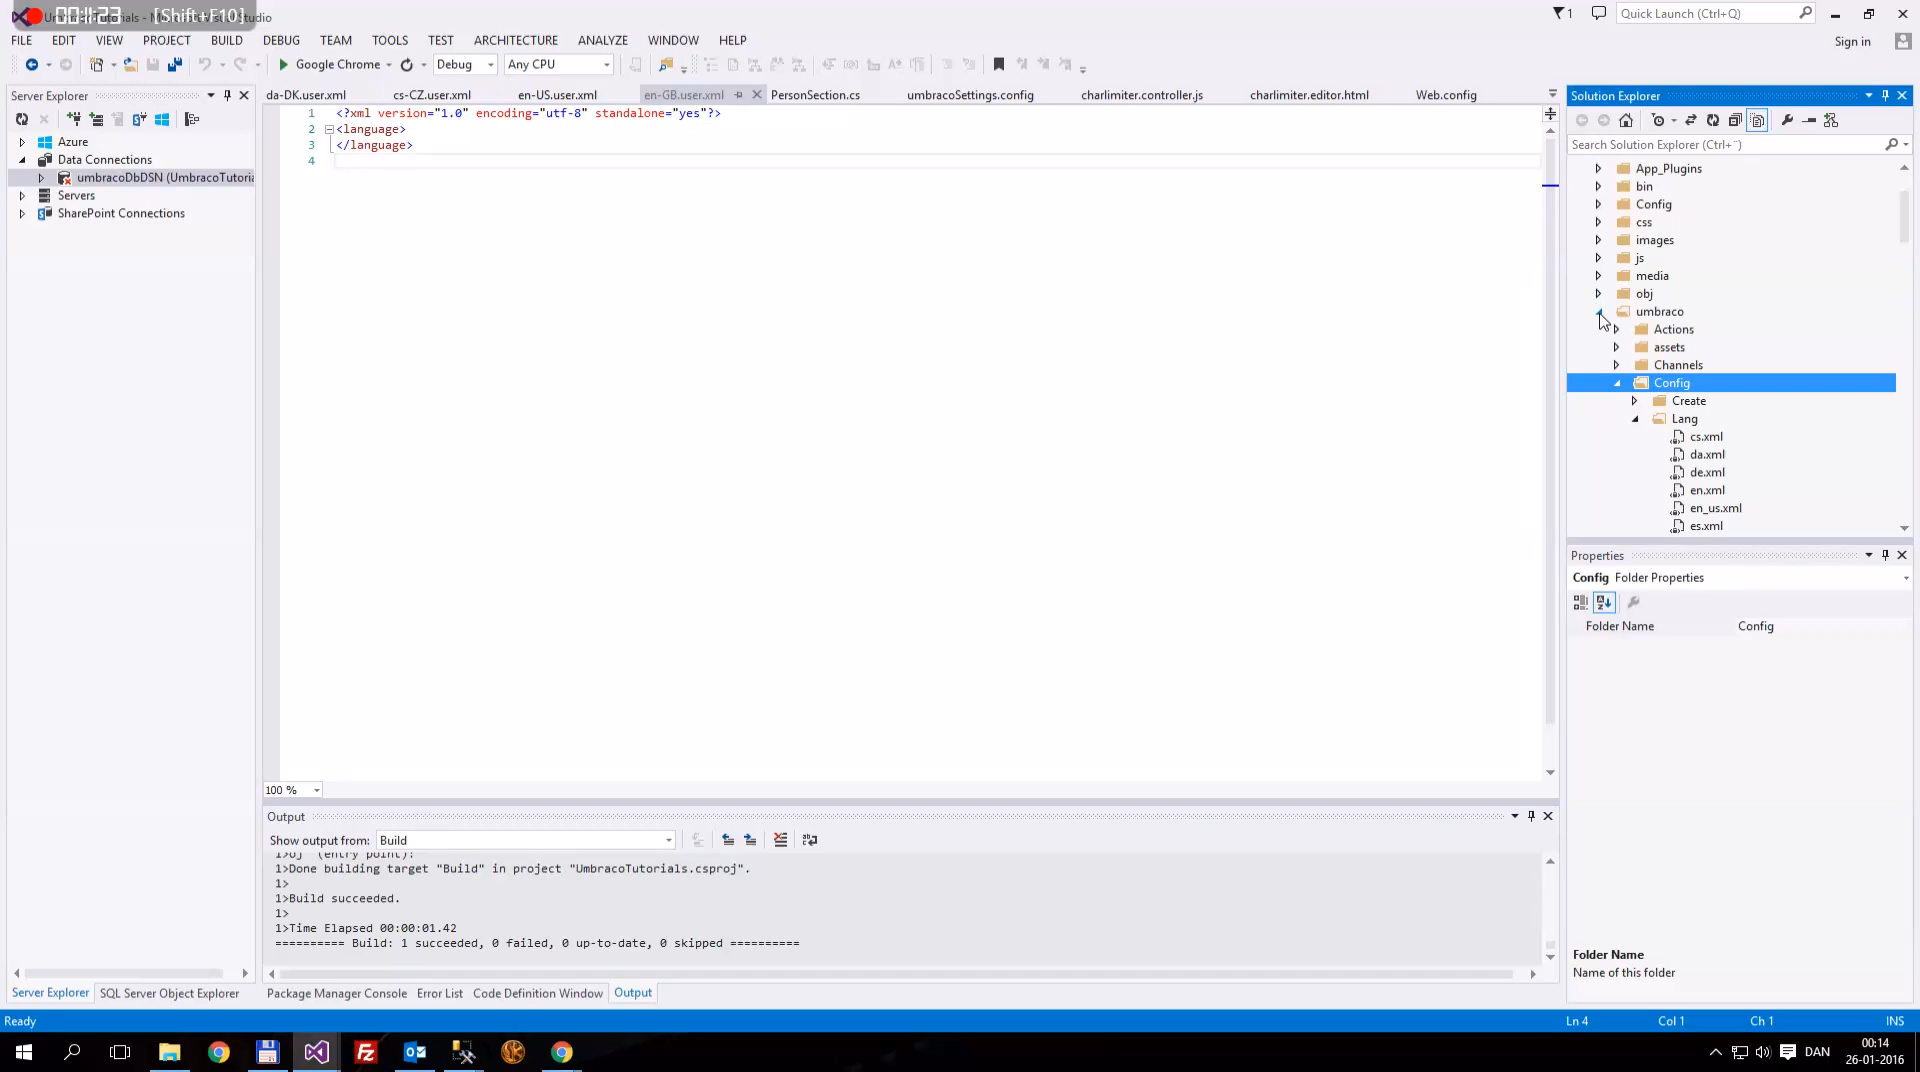 00:11:23 [Shift+F10]
Quick Launch (Ctrl+Q)
FILE EDIT VIEW PROJECT BUILD DEBUG TEAM TOOLS TEST ARCHITECTURE ANALYZE WINDOW HELP
Sign in
Google Chrome Debug Any CPU
Server Explorer
Azure
Data Connections
umbracoDbDSN (UmbracoTutoria
Servers
SharePoint Connections
da-DK.user.xml cs-CZ.user.xml en-US.user.xml en-GB.user.xml PersonSection.cs umbracoSettings.config charlimiter.controller.js charlimiter.editor.html Web.config
1 <?xml version="1.0" encoding="utf-8" standalone="yes"?>
2 <language>
3 </language>
4
100 %
Output
Show output from: Build
1>Done building target "Build" in project "UmbracoTutorials.csproj".
1>
1>Build succeeded.
1>
1>Time Elapsed 00:00:01.42
========== Build: 1 succeeded, 0 failed, 0 up-to-date, 0 skipped ==========
Server Explorer SQL Server Object Explorer
Package Manager Console Error List Code Definition Window Output
Solution Explorer
Search Solution Explorer (Ctrl+¨)
App_Plugins
bin
Config
css
images
js
media
obj
umbraco
Actions
assets
Channels
Config
Create
Lang
cs.xml
da.xml
de.xml
en.xml
en_us.xml
es.xml
Properties
Config Folder Properties
Folder Name Config
Folder Name
Name of this folder
Ready
Ln 4 Col 1 Ch 1 INS
DAN
00:14
26-01-2016